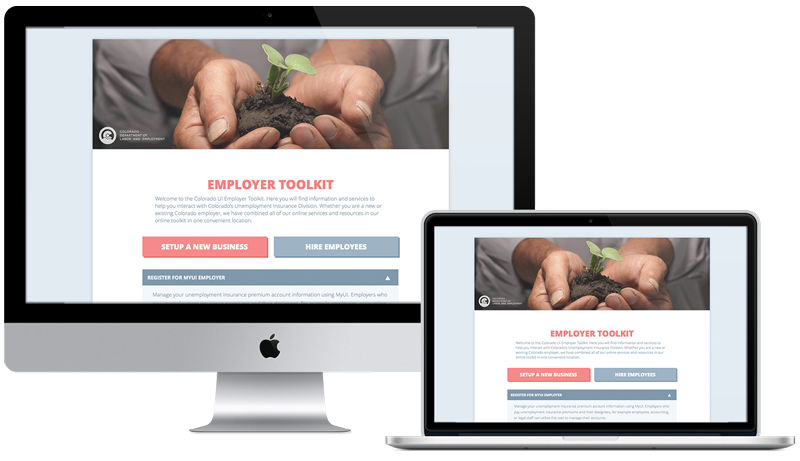 COLORADO
DEPARTMENT OF
LABOR AND EMPLOYMENT
EMPLOYER TOOLKIT
Welcome to the Colorado UI Employer Toolkit. Here you will find information and services to
help you interact with Colorado's Unemployment Insurance Division. Whether you are a new or
existing Colorado employer, we have combined all of our online services and resources in our
online toolkit in one convenient location.
SETUP A NEW BUSINESS
HIRE EMPLOYEES
REGISTER FOR MYUI EMPLOYER
Manage your unemployment insurance premium account information using MyUI. Employers who
COLORADO
DEPARTMENT OF
LABOR AND EMPLOYMENT
EMPLOYER TOOLKIT
Welcome to the Colorado UI Employer Toolkit. Here you will find information and services to
help you interact with Colorado's Unemployment Insurance Division. Whether you are a new or
existing Colorado employer, we have combined all of our online services and resources in our
online toolkit in one convenient location.
SETUP A NEW BUSINESS
HIRE EMPLOYEES
REGISTER FOR MYUI EMPLOYER
Manage your unemployment insurance premium account information using MyUI. Employers who
pay unemployment insurance premiums and their designees, for example employees, accounting,
or legal staff can utilize this tool to manage their accounts.